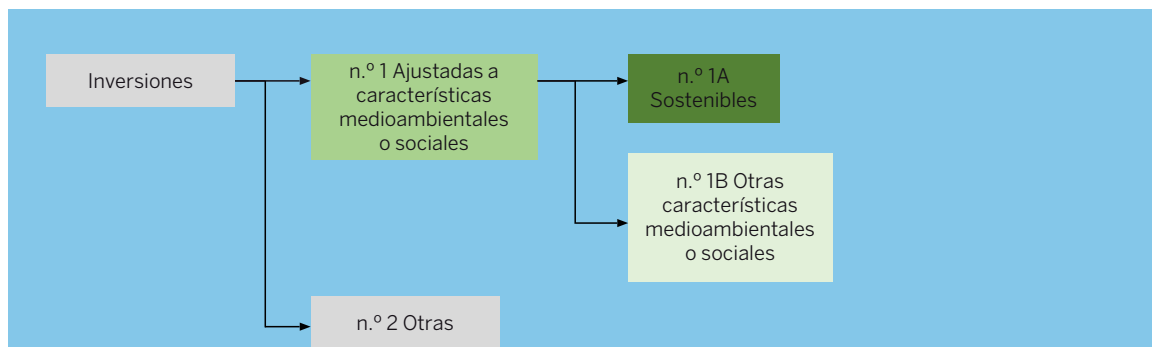 Inversiones
n.º 1 Ajustadas a
características
medioambientales
o sociales
n.º 1A
Sostenibles
n.º 1B Otras
características
medioambientales
o sociales
n.º 2 Otras